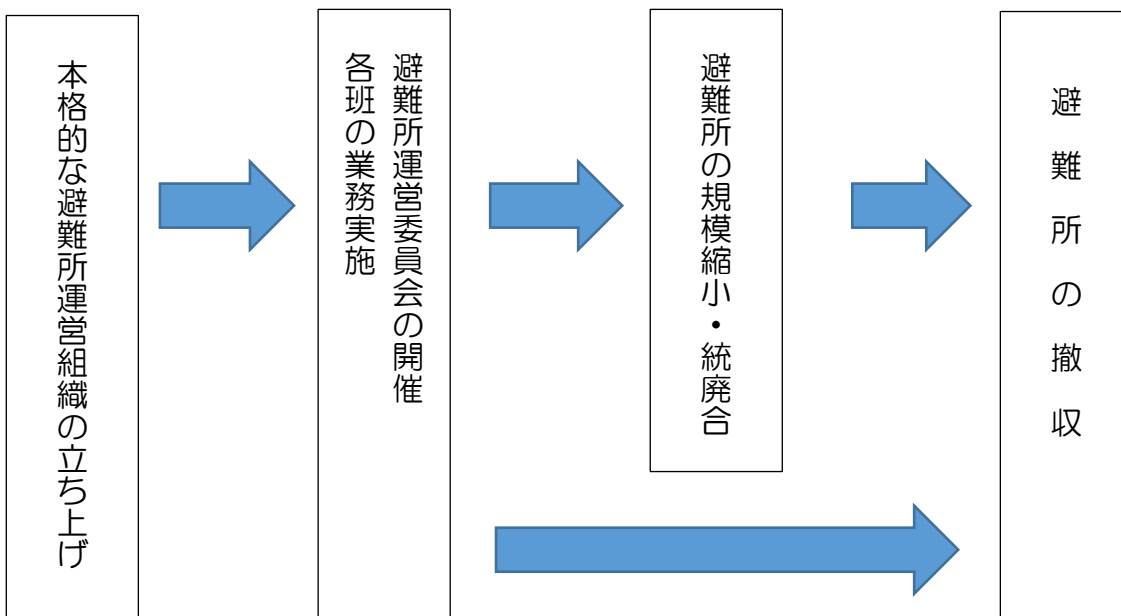 本格的な避難所運営組織の立ち上げ
避難所運営委員会の開催
各班の業務実施
避難所の規模縮小・統廃合
避難所の撤収